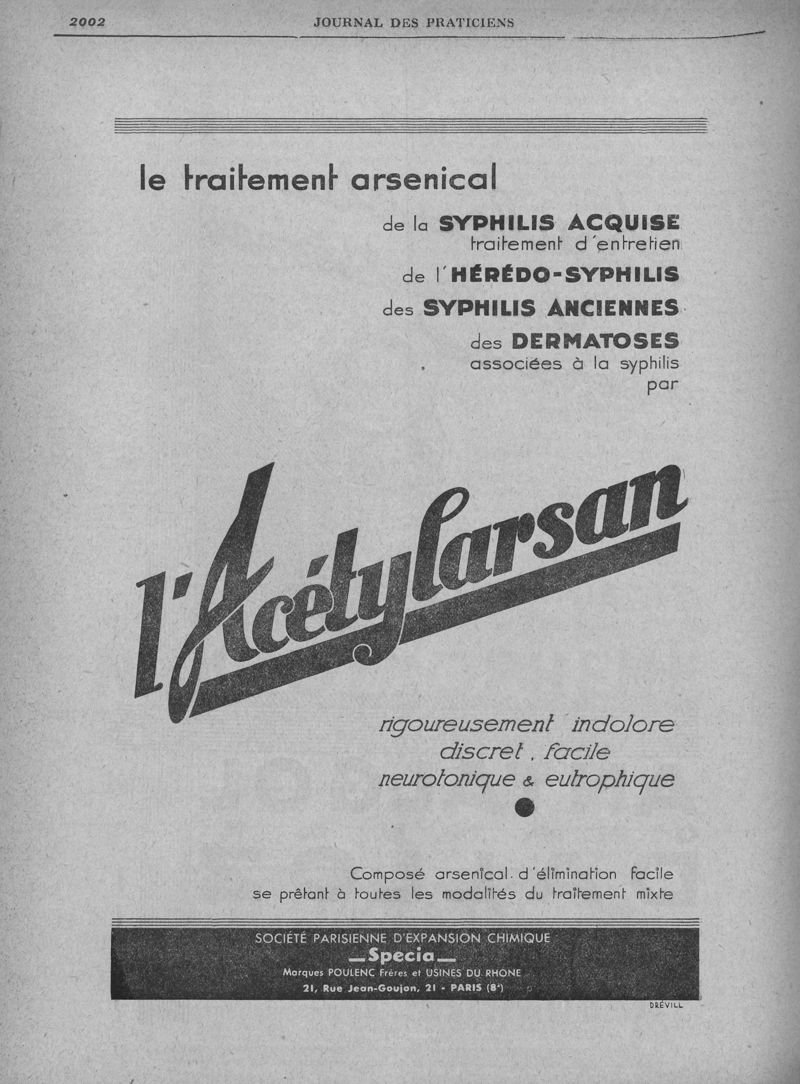 2002
JOURNAL DES PRATICIENS
le traitement arsenical
de la SYPHILIS ACQUISE
traitement d'entretien
de l'HÉRÉDO-SYPHILIS
des SYPHILIS ANCIENNES
des DERMATOSES
associées à la syphilis
par
l'Acétylarsan
rigoureusement indolore
discret . facile
neurotonique & eutrophique
Composé arsenical d'élimination facile
se prêtant à toutes les modalités du traitement mixte
SOCIÉTÉ PARISIENNE D'EXPANSION CHIMIQUE
Specia
Marques POULENC Frères et USINES DU RHONE
21, Rue Jean-Goujon, 21 - PARIS (8e)
DRÉVILL